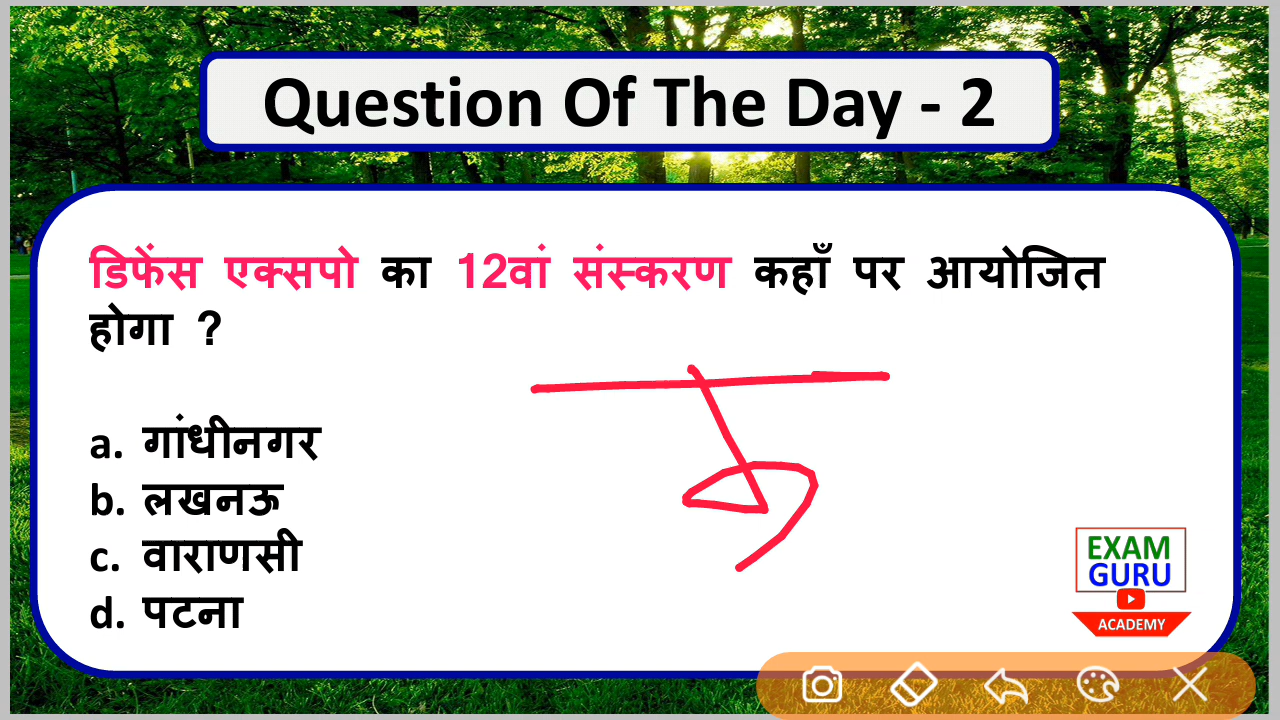 Question Of The Day - 2
डिफेंस एक्सपो का 12वां संस्करण कहाँ पर आयोजित
होगा ?
a. गांधीनगर
b. लखनऊ
c. वाराणसी
d. पटना
EXAM
GURU
ACADEMY